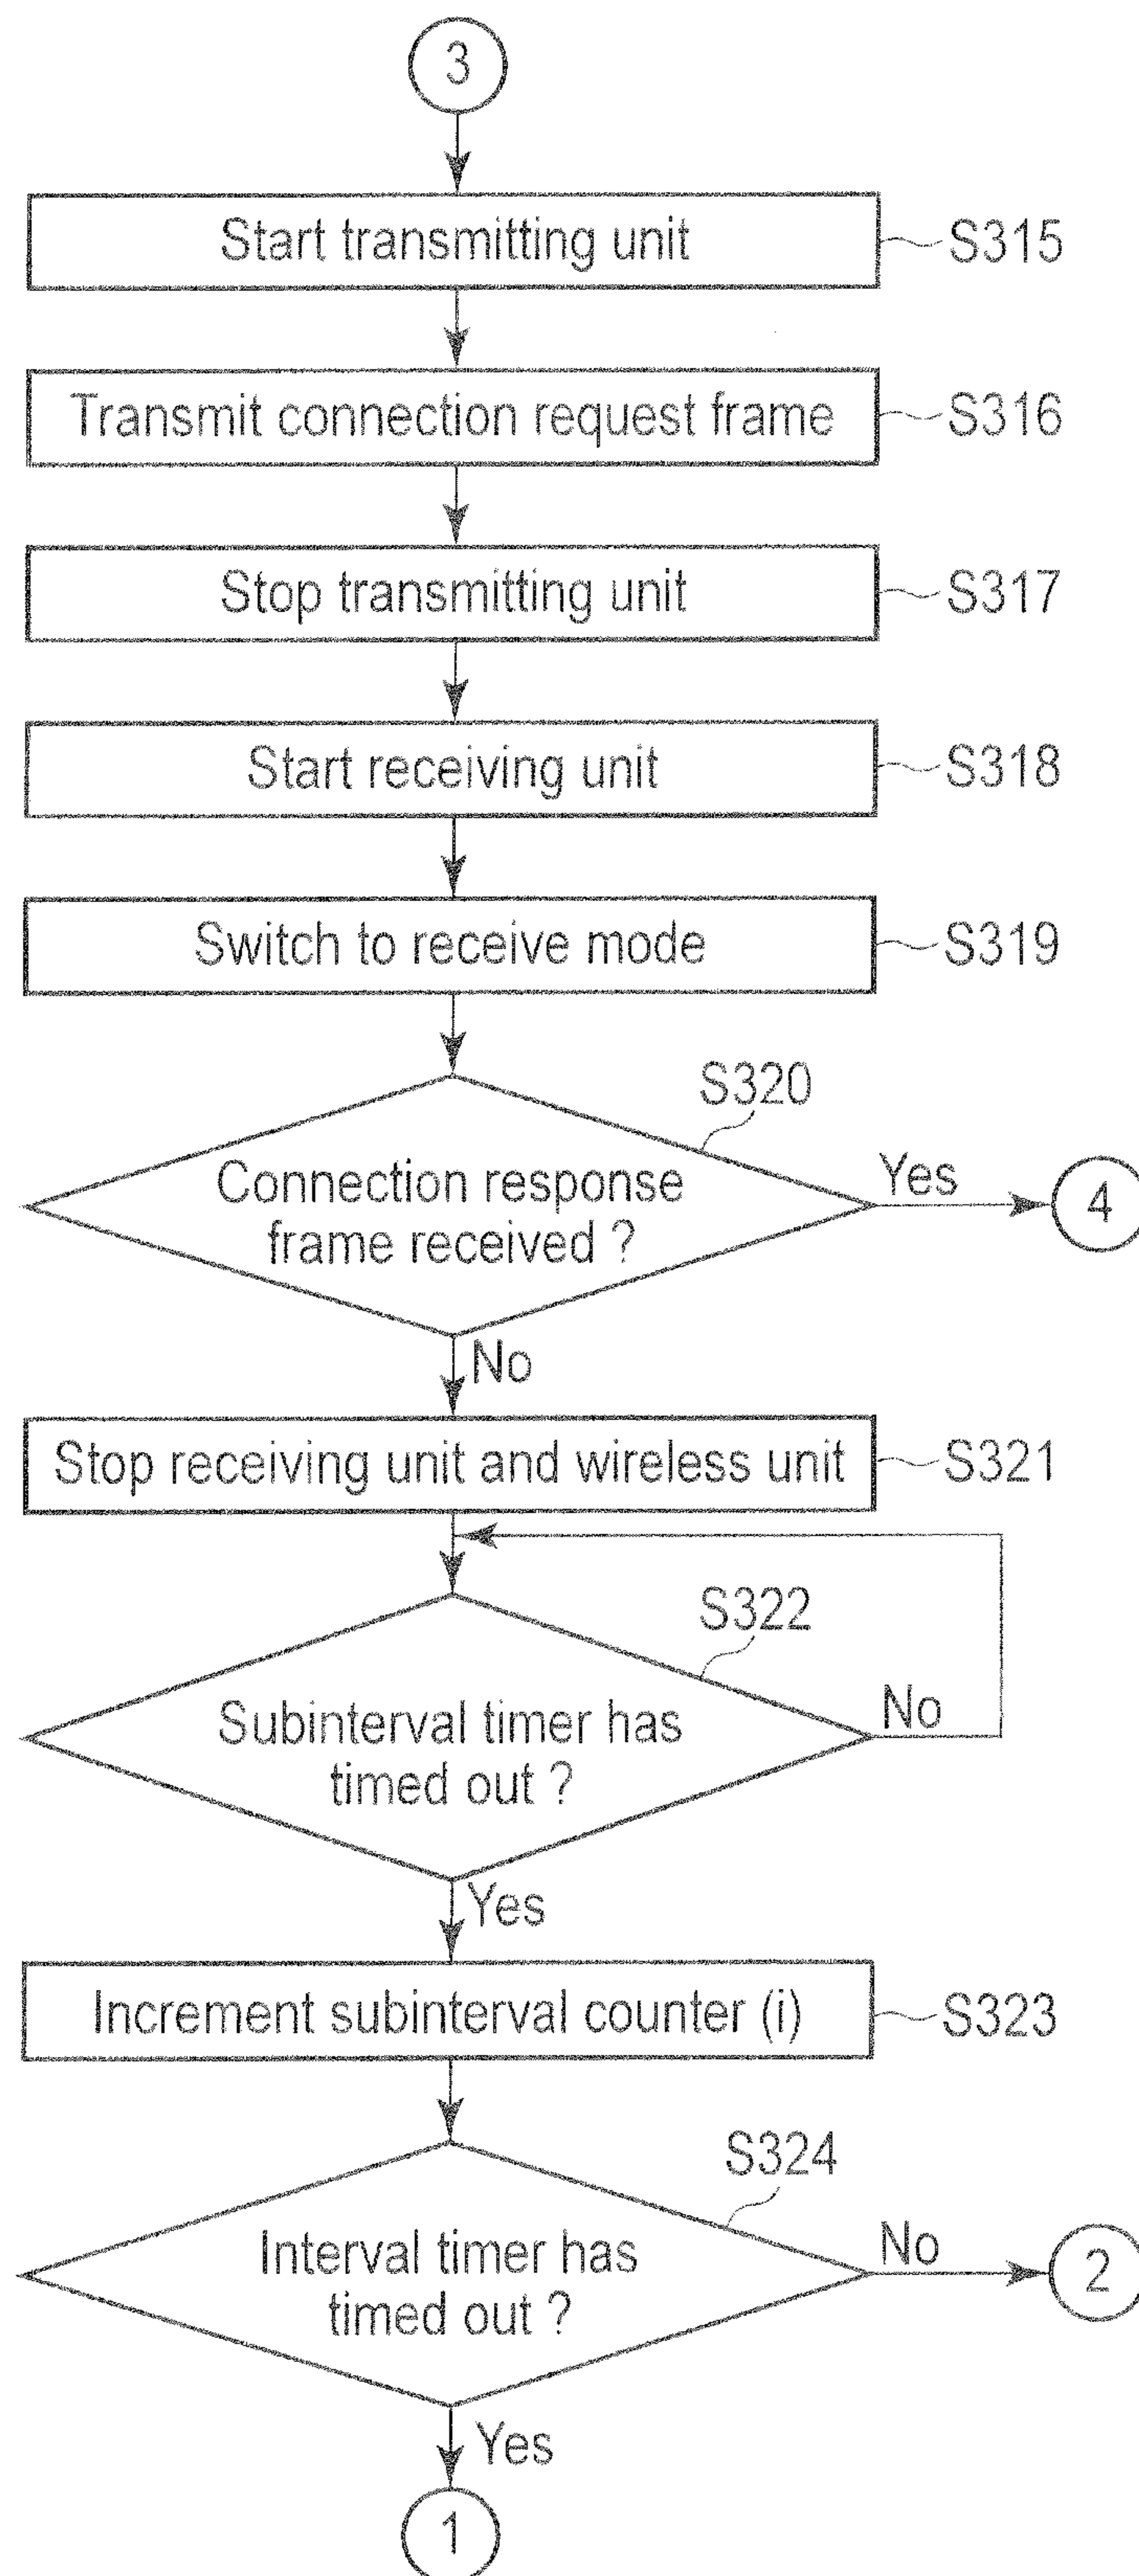 3
Start transmitting unit
S315
Transmit connection request frame
S316
Stop transmitting unit
S317
Start receiving unit
S318
Switch to receive mode
S319
S320
Connection response
frame received ?
Yes
4
No
Stop receiving unit and wireless unit
S321
S322
Subinterval timer has
timed out ?
No
Yes
Increment subinterval counter (i)
S323
S324
Interval timer has
timed out ?
No
2
Yes
1